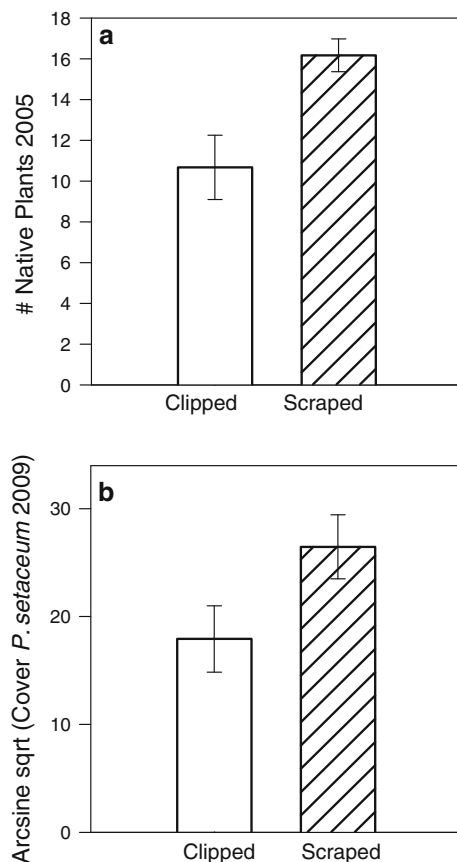 a
# Native Plants 2005
18
16
14
12
10
8
6
4
2
0
Clipped Scraped
b
Arcsine sqrt (Cover P. setaceum 2009)
30
20
10
0
Clipped Scraped